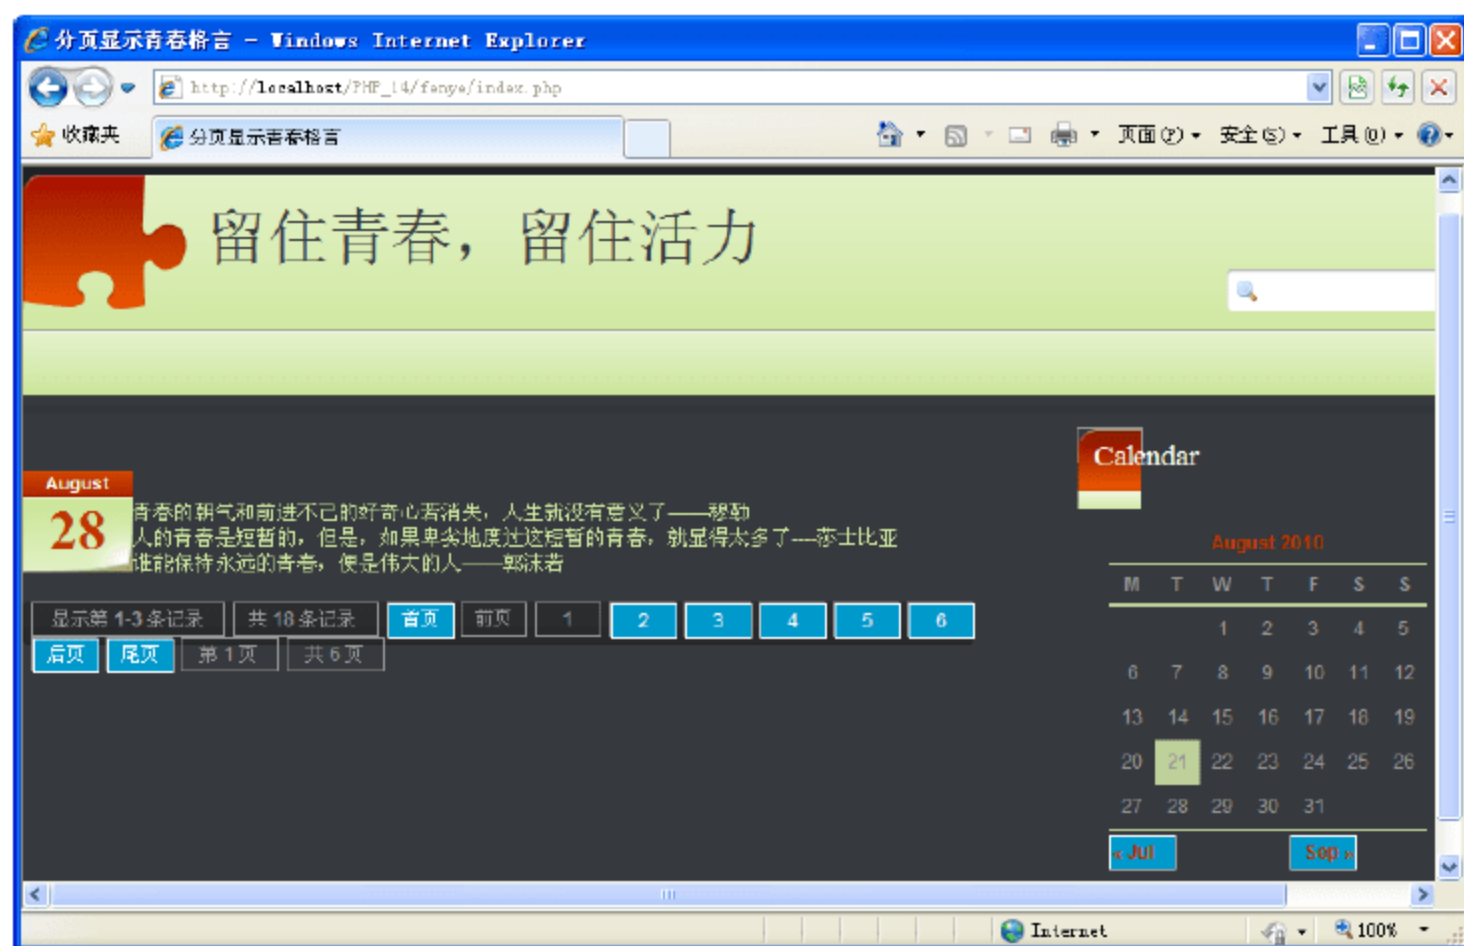 分页显示青春格言 - Windows Internet Explorer
http://localhost/PHP_14/fenye/index.php
收藏夹 分页显示青春格言 页面(P) 安全(S) 工具(O)
留住青春，留住活力
Calendar
August
28
青春的朝气和前进不己的好奇心若消失，人生就没有意义了——穆勒
人的青春是短暂的，但是，如果卑劣地度过这短暂的青春，就显得太多了---莎士比亚
谁能保持永远的青春，便是伟大的人——郭沫若
显示第 1-3 条记录 共 18 条记录 首页 前页 1 2 3 4 5 6
后页 尾页 第 1 页 共 6 页
August 2010
M T W T F S S
1 2 3 4 5
6 7 8 9 10 11 12
13 14 15 16 17 18 19
20 21 22 23 24 25 26
27 28 29 30 31
« Jul Sep »
Internet 100%